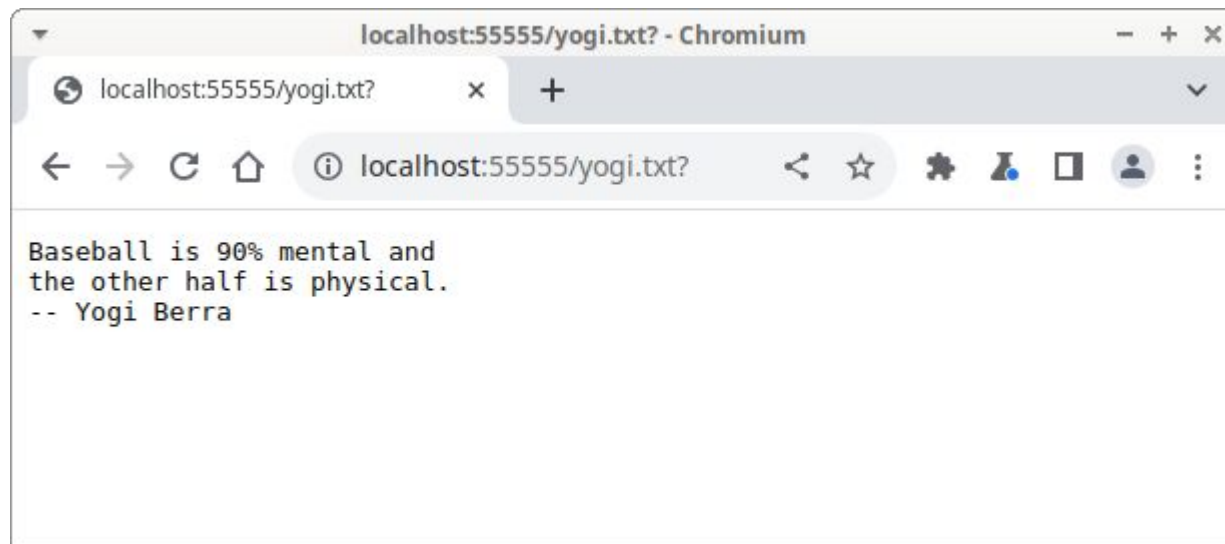 localhost:55555/yogi.txt? - Chromium
localhost:55555/yogi.txt?
localhost:55555/yogi.txt?
Baseball is 90% mental and
the other half is physical.
-- Yogi Berra